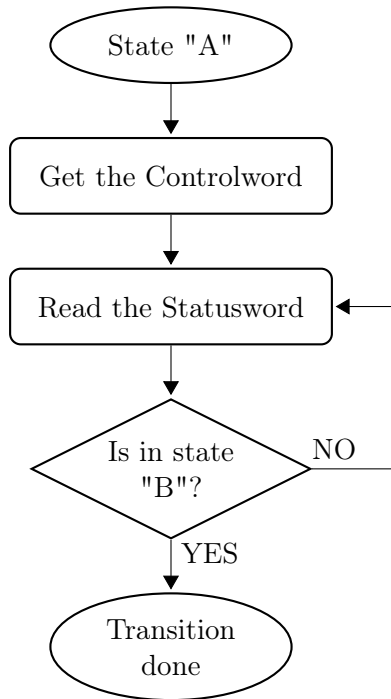 State "A"
Get the Controlword
Read the Statusword
Is in state
"B"?
NO
YES
Transition
done